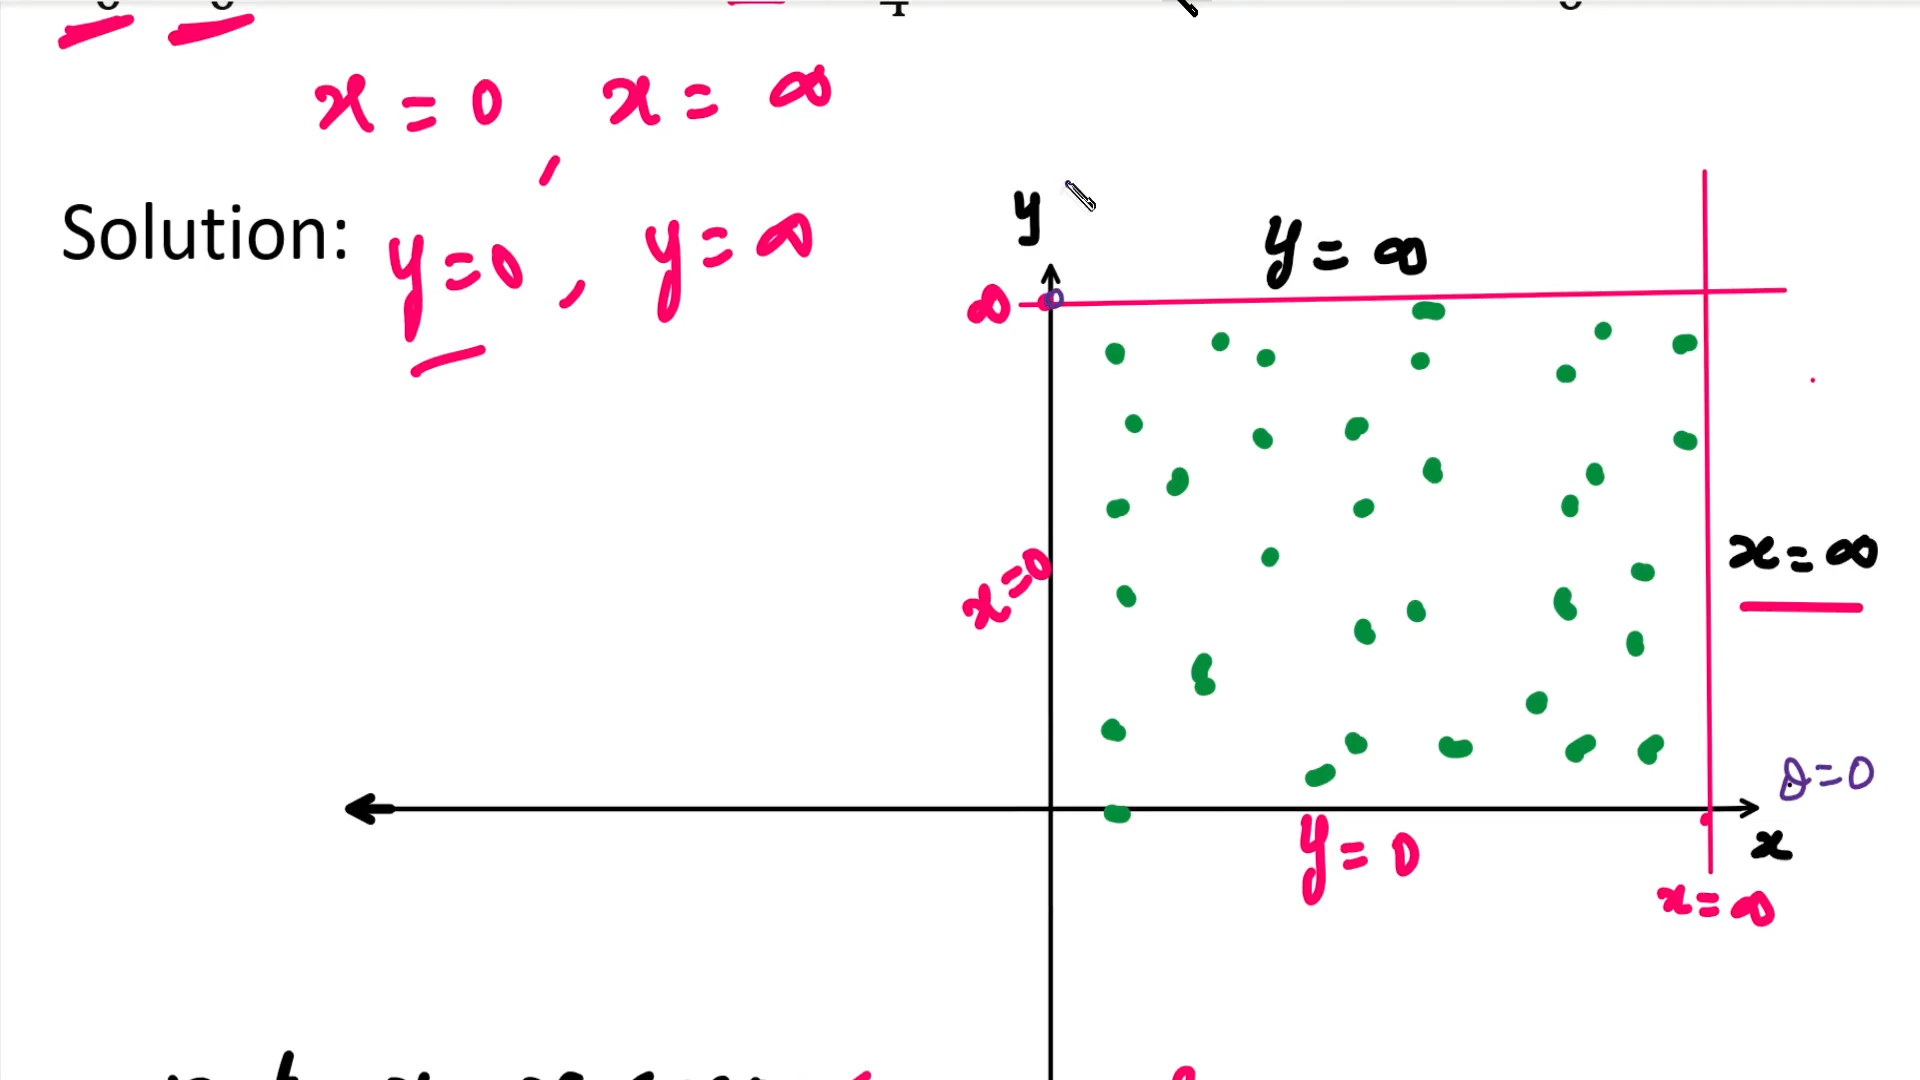 x = 0 , x = ∞
Solution: y = 0 , y = ∞
y
y = ∞
∞
x = 0
x = ∞
θ = 0
y = 0
x
x = ∞